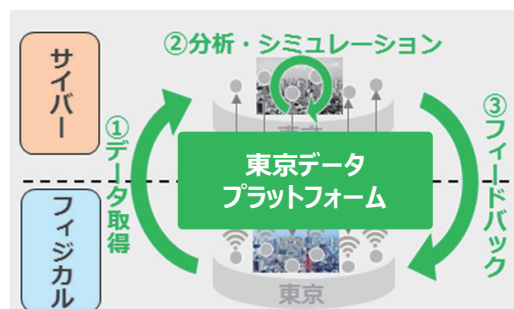 サイバー
②分析・シミュレーション
①データ取得
東京データ
プラットフォーム
③フィードバック
フィジカル
東京